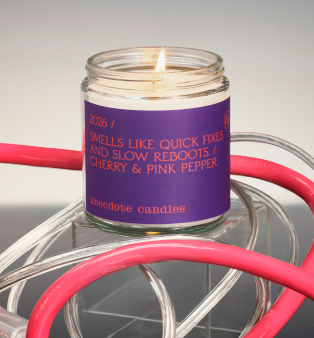 2026 /
SMELLS LIKE QUICK FIXES
AND SLOW REBOOTS. /
CHERRY & PINK PEPPER
anecdote candles